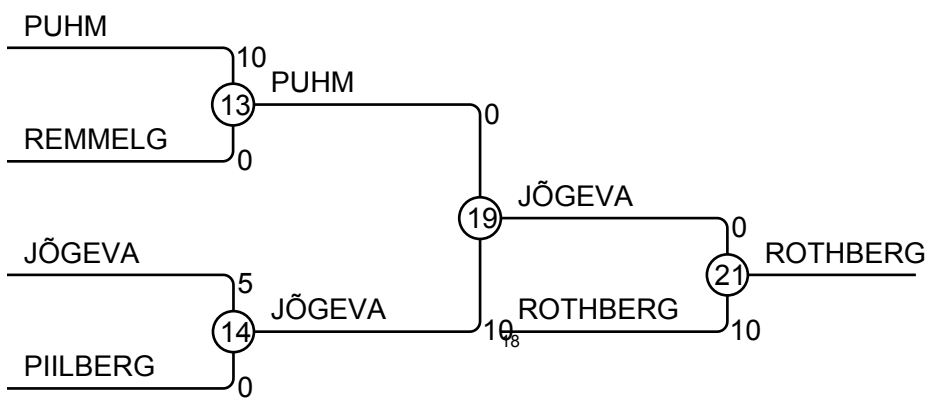 PUHM
10
13
PUHM
REMMELG
0
0
19
JÕGEVA
JÕGEVA
5
14
JÕGEVA
10
18
ROTHBERG
0
21
ROTHBERG
10
PIILBERG
0